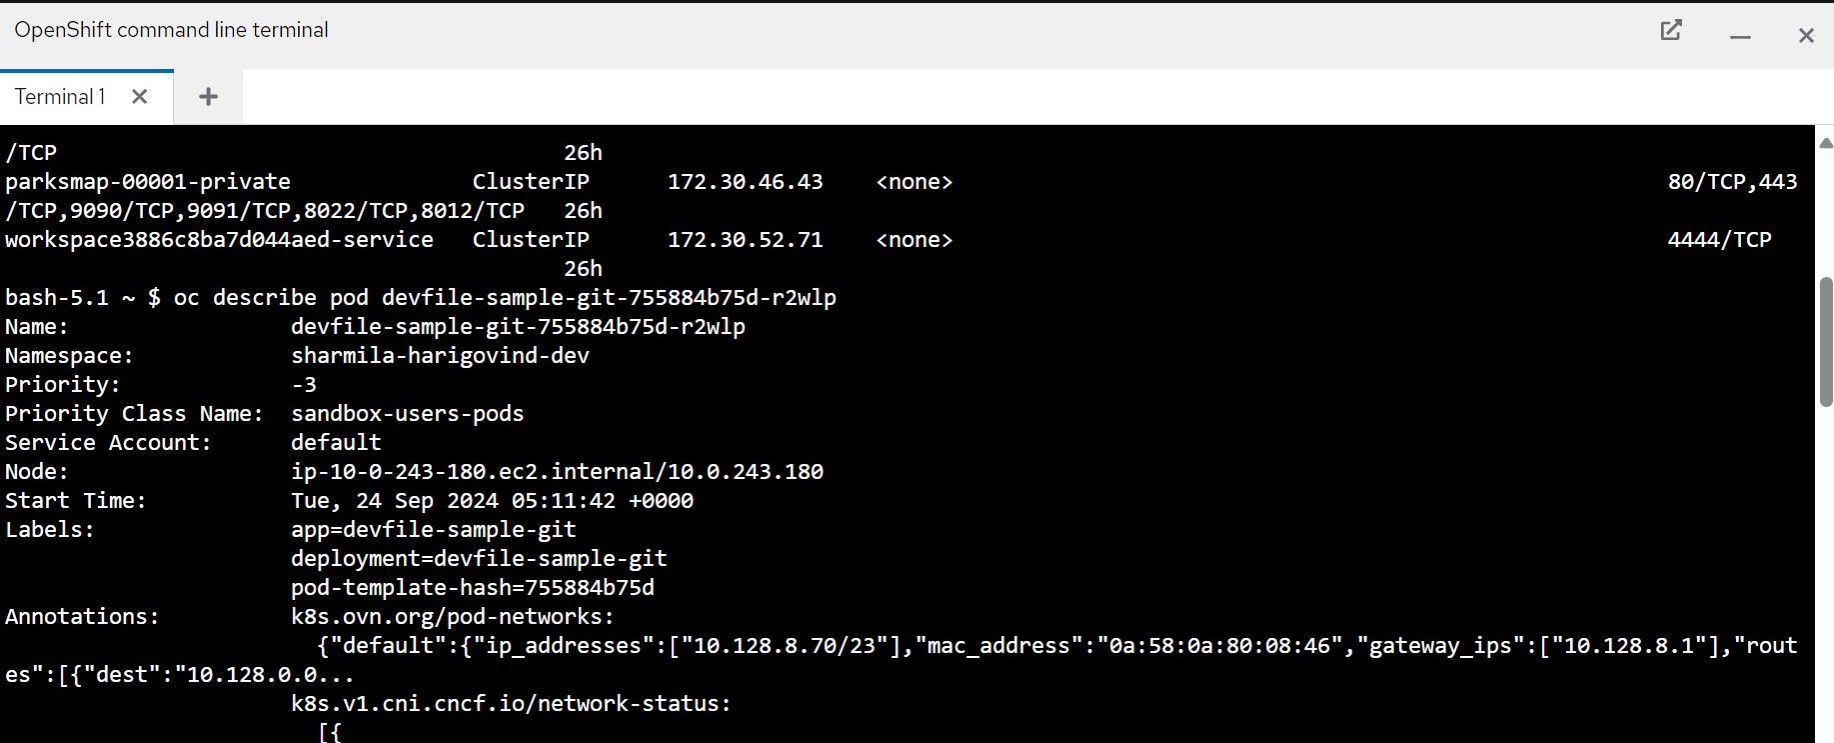 OpenShift command line terminal
Terminal 1
/TCP 26h
parksmap-00001-private ClusterIP 172.30.46.43 <none> 80/TCP,443
/TCP,9090/TCP,9091/TCP,8022/TCP,8012/TCP 26h
workspace3886c8ba7d044aed-service ClusterIP 172.30.52.71 <none> 4444/TCP
26h
bash-5.1 ~ $ oc describe pod devfile-sample-git-755884b75d-r2wlp
Name: devfile-sample-git-755884b75d-r2wlp
Namespace: sharmila-harigovind-dev
Priority: -3
Priority Class Name: sandbox-users-pods
Service Account: default
Node: ip-10-0-243-180.ec2.internal/10.0.243.180
Start Time: Tue, 24 Sep 2024 05:11:42 +0000
Labels: app=devfile-sample-git
deployment=devfile-sample-git
pod-template-hash=755884b75d
Annotations: k8s.ovn.org/pod-networks:
{"default":{"ip_addresses":["10.128.8.70/23"],"mac_address":"0a:58:0a:80:08:46","gateway_ips":["10.128.8.1"],"rout
es":[{"dest":"10.128.0.0...
k8s.v1.cni.cncf.io/network-status:
[{